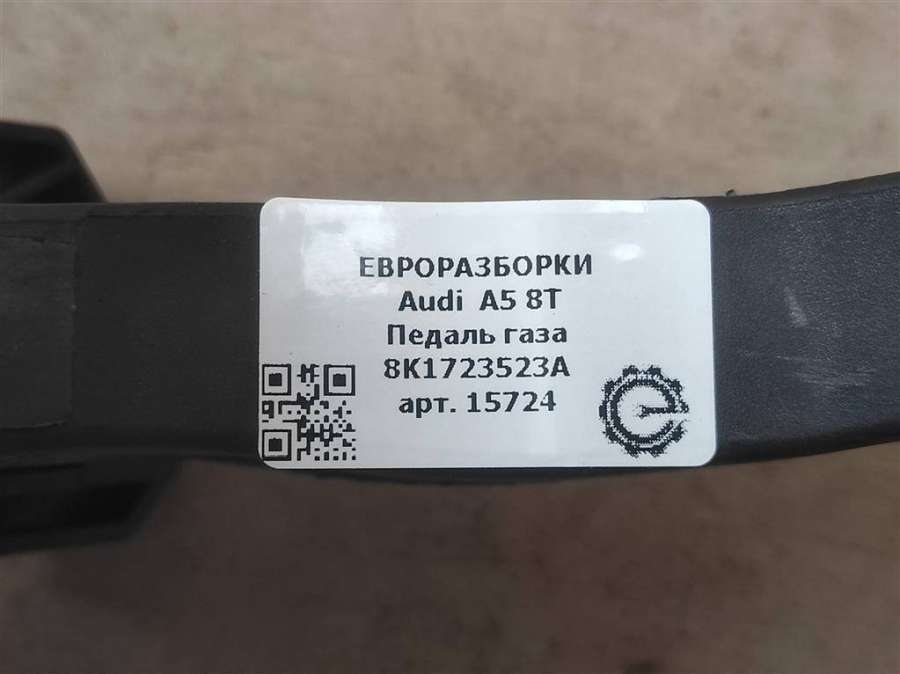 ЕВРОРАЗБОРКИ
Audi A5 8T
Педаль газа
8K1723523A
арт. 15724